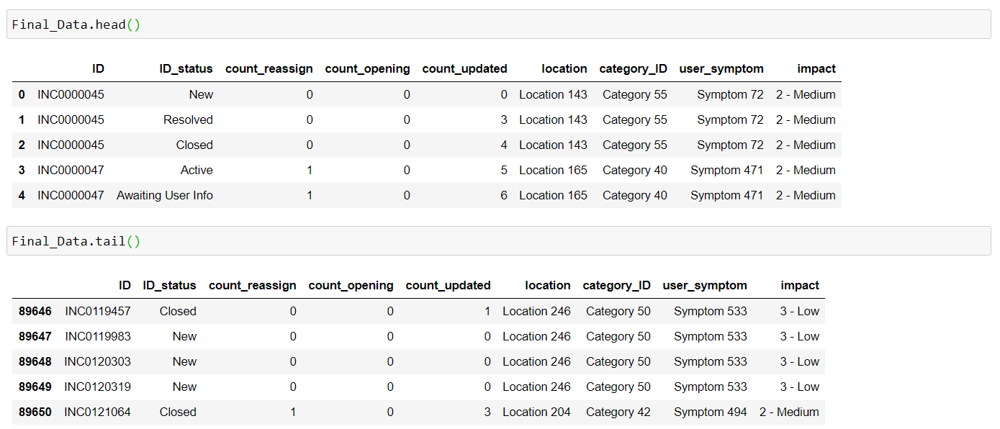 Final_Data.head()
ID ID_status count_reassign count_opening count_updated location category_ID user_symptom impact
0 INC0000045 New 0 0 0 Location 143 Category 55 Symptom 72 2 - Medium
1 INC0000045 Resolved 0 0 3 Location 143 Category 55 Symptom 72 2 - Medium
2 INC0000045 Closed 0 0 4 Location 143 Category 55 Symptom 72 2 - Medium
3 INC0000047 Active 1 0 5 Location 165 Category 40 Symptom 471 2 - Medium
4 INC0000047 Awaiting User Info 1 0 6 Location 165 Category 40 Symptom 471 2 - Medium
Final_Data.tail()
ID ID_status count_reassign count_opening count_updated location category_ID user_symptom impact
89646 INC0119457 Closed 0 0 1 Location 246 Category 50 Symptom 533 3 - Low
89647 INC0119983 New 0 0 0 Location 246 Category 50 Symptom 533 3 - Low
89648 INC0120303 New 0 0 0 Location 246 Category 50 Symptom 533 3 - Low
89649 INC0120319 New 0 0 0 Location 246 Category 50 Symptom 533 3 - Low
89650 INC0121064 Closed 1 0 3 Location 204 Category 42 Symptom 494 2 - Medium